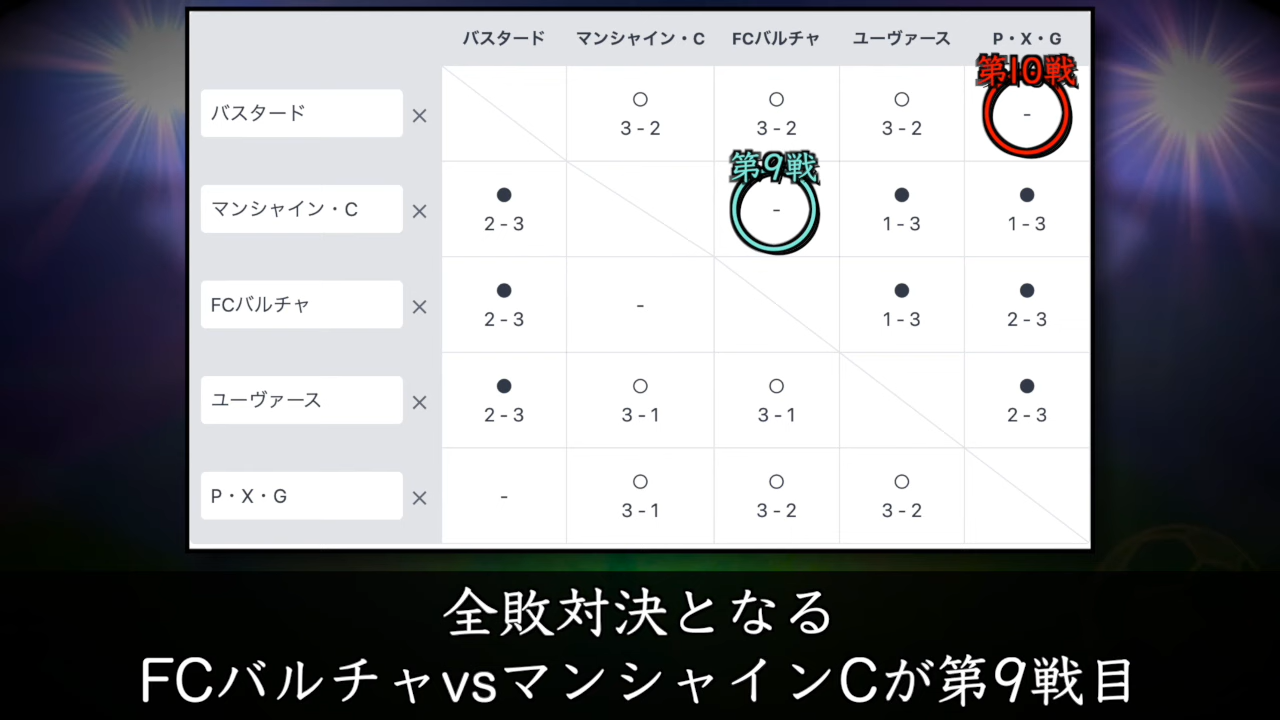 バスタード マンシャイン・C FCバルチャ ユーヴァース P・X・G
第10戦
バスタード × ○ ○ ○ -
3 - 2 3 - 2 3 - 2
第9戦
マンシャイン・C × ● - ● ●
2 - 3 1 - 3 1 - 3
FCバルチャ × ● - ● ●
2 - 3 1 - 3 2 - 3
ユーヴァース × ● ○ ○ ●
2 - 3 3 - 1 3 - 1 2 - 3
P・X・G × - ○ ○ ○
3 - 1 3 - 2 3 - 2
全敗対決となる
FCバルチャvsマンシャインCが第9戦目